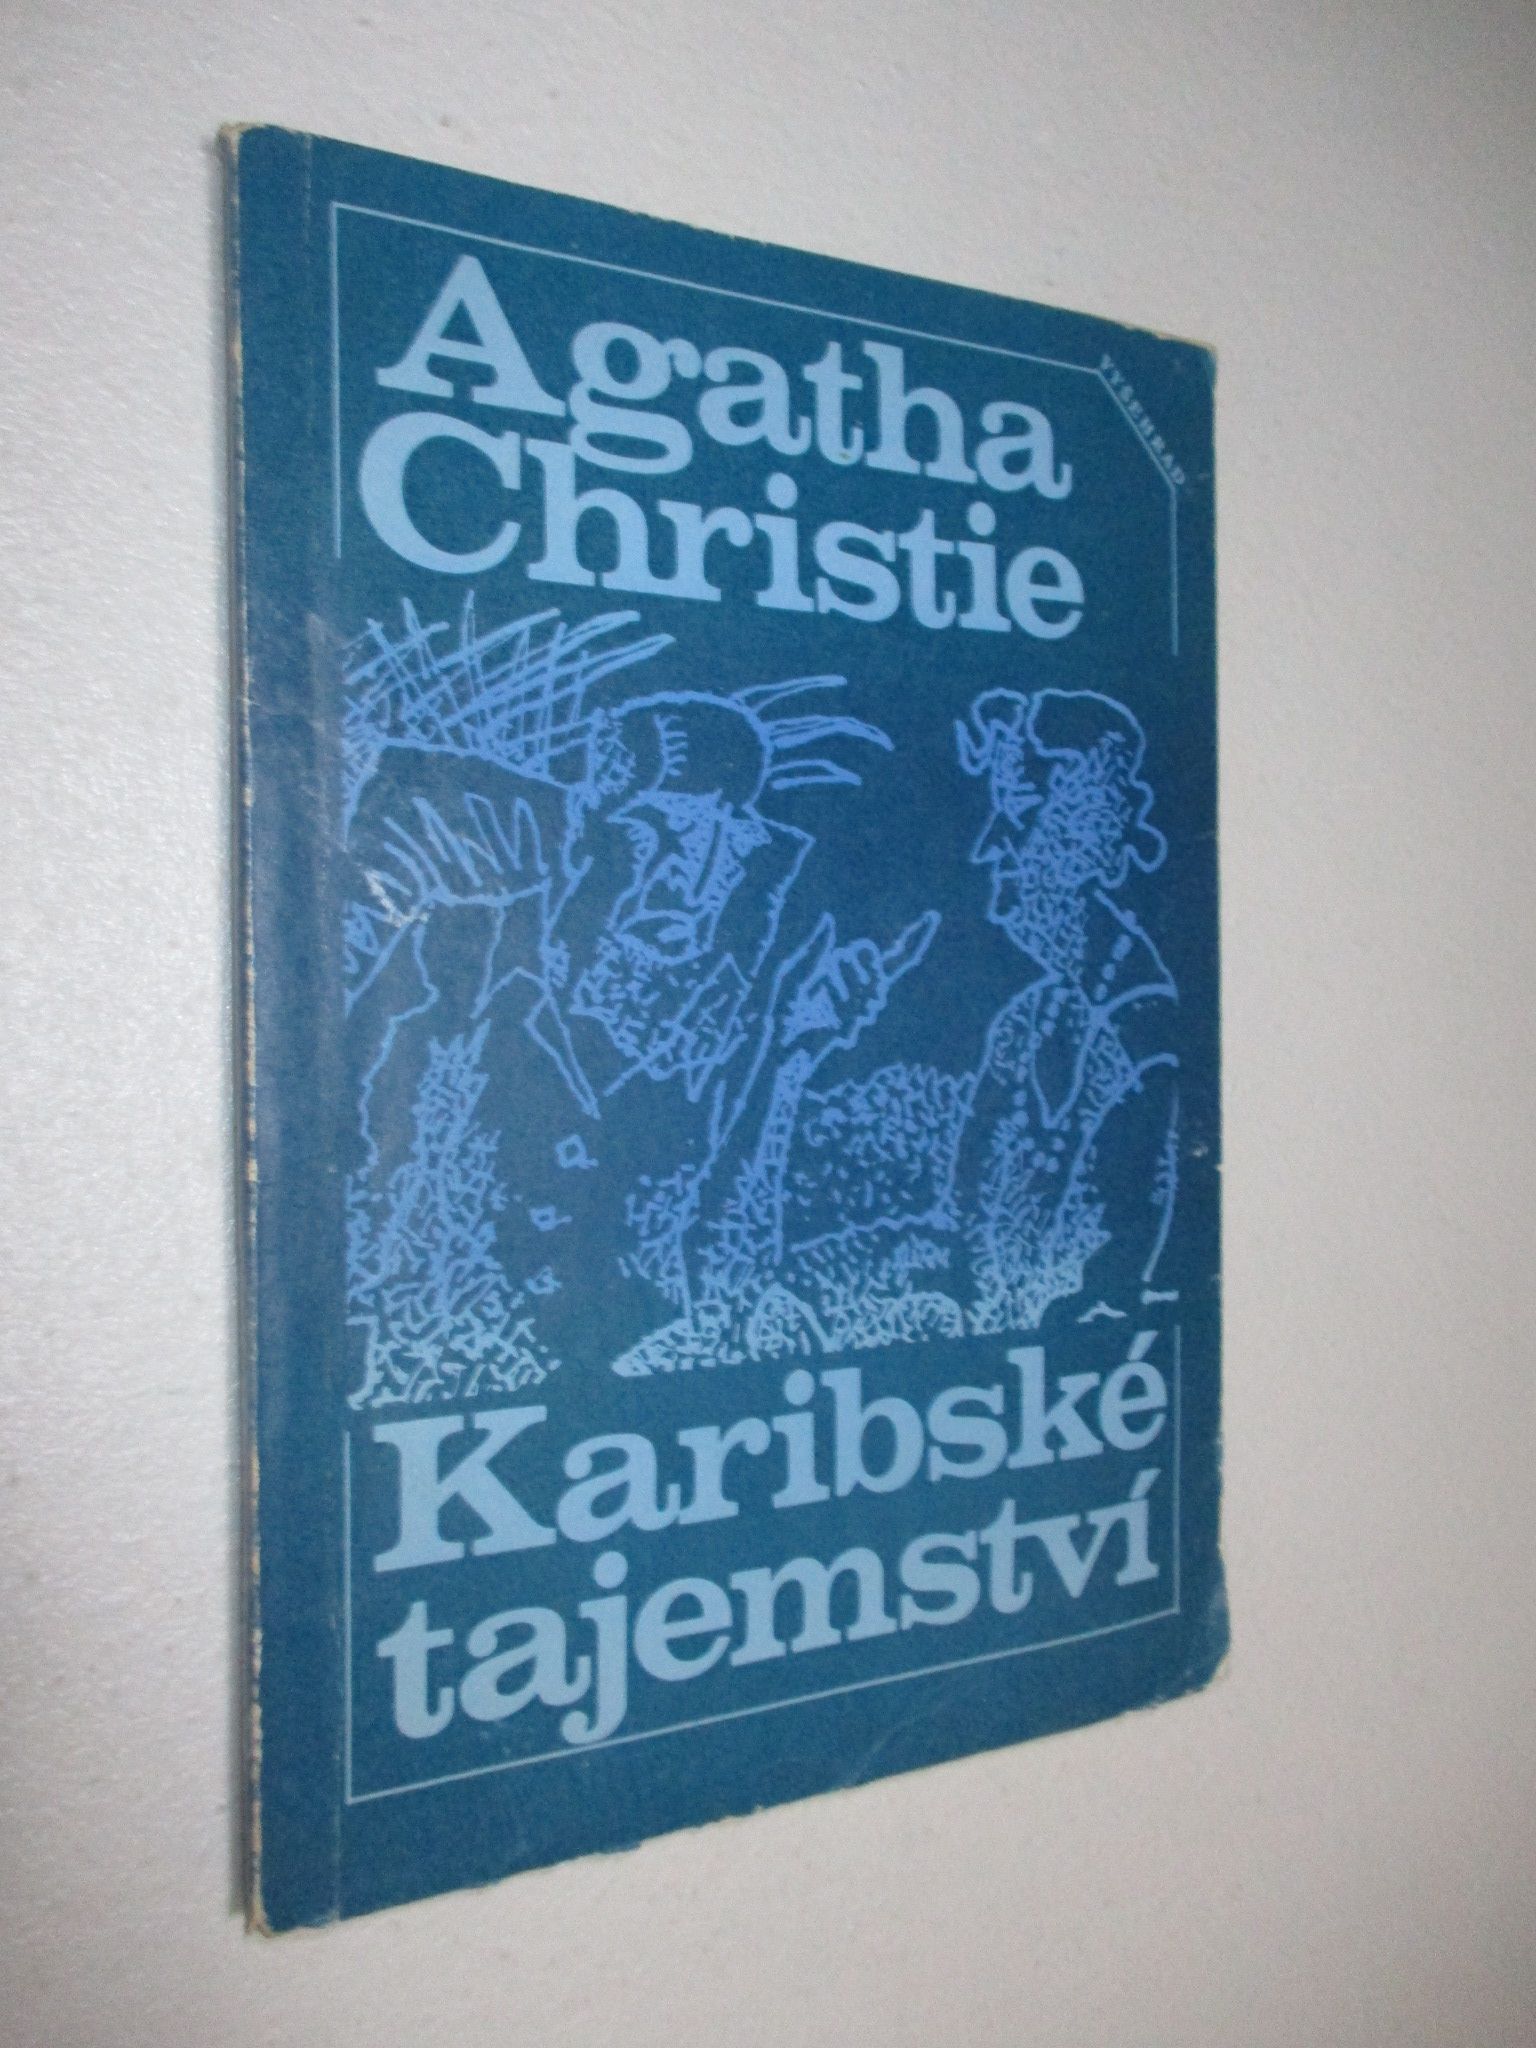 Agatha
Christie
VYŠEHRAD
Karibské
tajemství